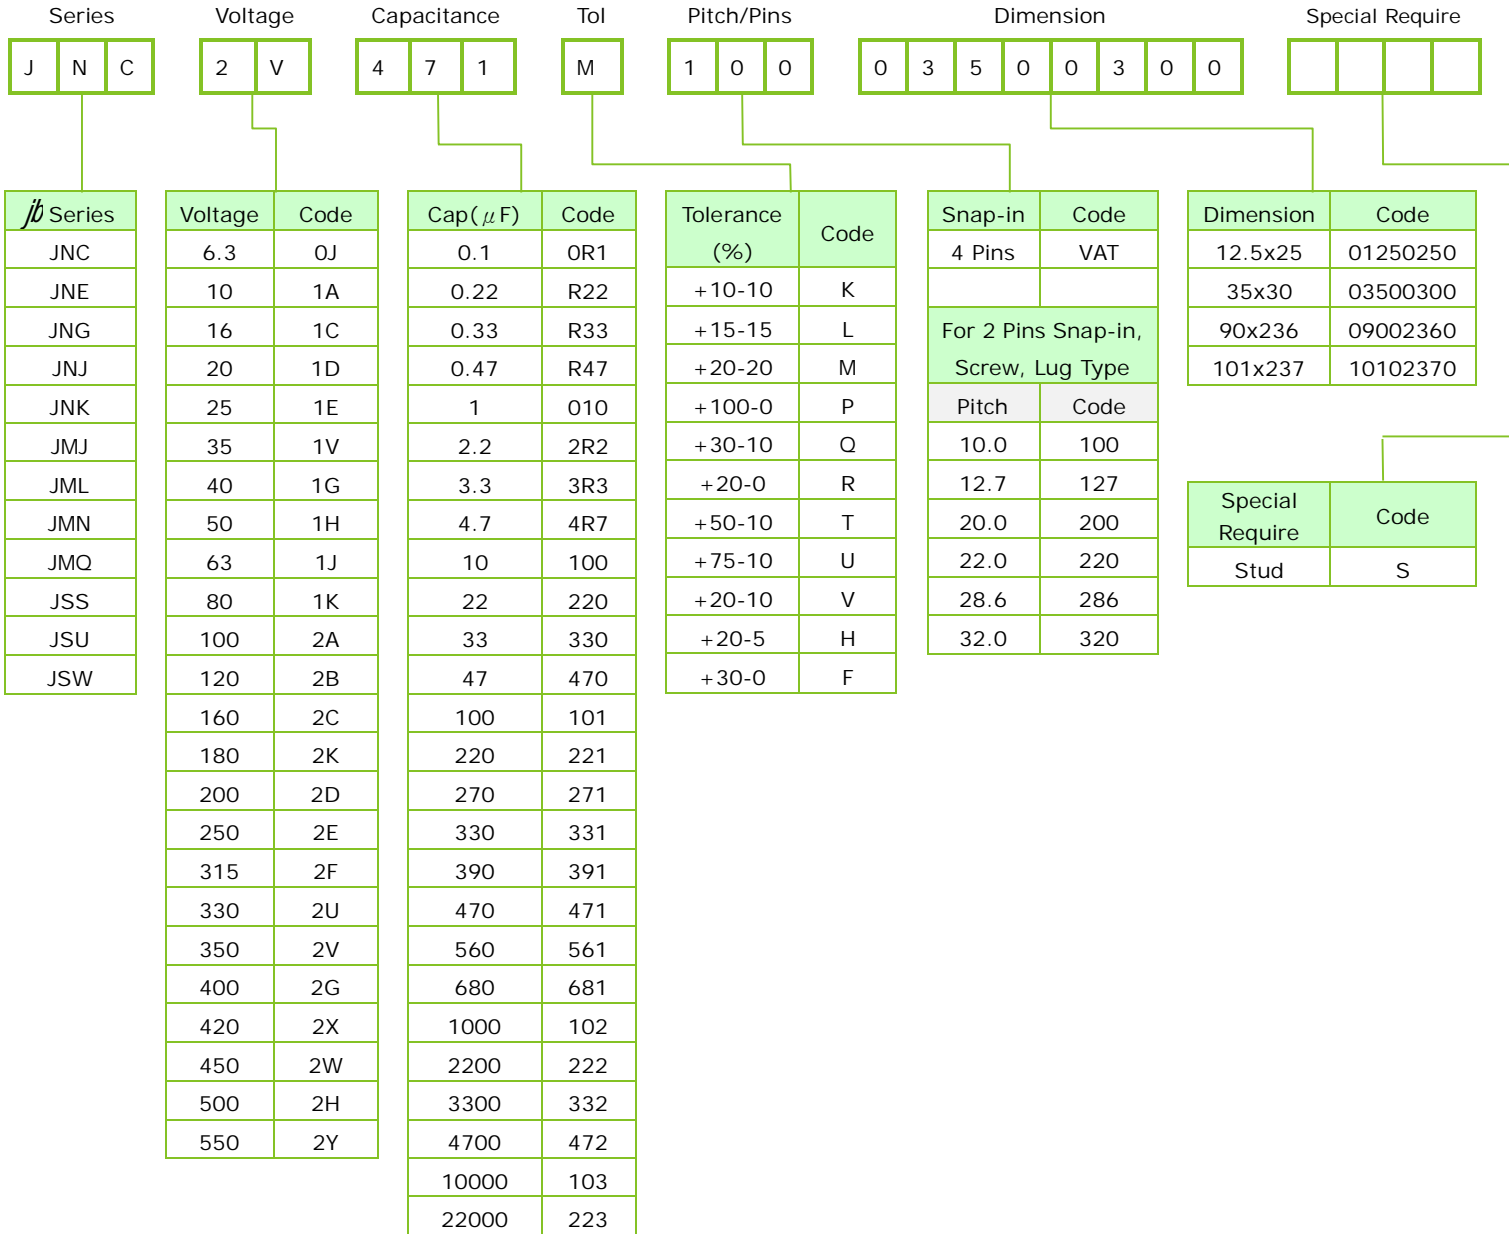 Series Voltage Capacitance Tol Pitch/Pins Dimension Special Require
J N C 2 V 4 7 1 M 1 0 0 0 3 5 0 0 3 0 0
jb Series
JNC
JNE
JNG
JNJ
JNK
JMJ
JML
JMN
JMQ
JSS
JSU
JSW
Voltage Code
6.3 0J
10 1A
16 1C
20 1D
25 1E
35 1V
40 1G
50 1H
63 1J
80 1K
100 2A
120 2B
160 2C
180 2K
200 2D
250 2E
315 2F
330 2U
350 2V
400 2G
420 2X
450 2W
500 2H
550 2Y
Cap(μF) Code
0.1 0R1
0.22 R22
0.33 R33
0.47 R47
1 010
2.2 2R2
3.3 3R3
4.7 4R7
10 100
22 220
33 330
47 470
100 101
220 221
270 271
330 331
390 391
470 471
560 561
680 681
1000 102
2200 222
3300 332
4700 472
10000 103
22000 223
Tolerance
(%) Code
+10-10 K
+15-15 L
+20-20 M
+100-0 P
+30-10 Q
+20-0 R
+50-10 T
+75-10 U
+20-10 V
+20-5 H
+30-0 F
Snap-in Code
4 Pins VAT
For 2 Pins Snap-in,
Screw, Lug Type
Pitch Code
10.0 100
12.7 127
20.0 200
22.0 220
28.6 286
32.0 320
Dimension Code
12.5x25 01250250
35x30 03500300
90x236 09002360
101x237 10102370
Special
Require Code
Stud S